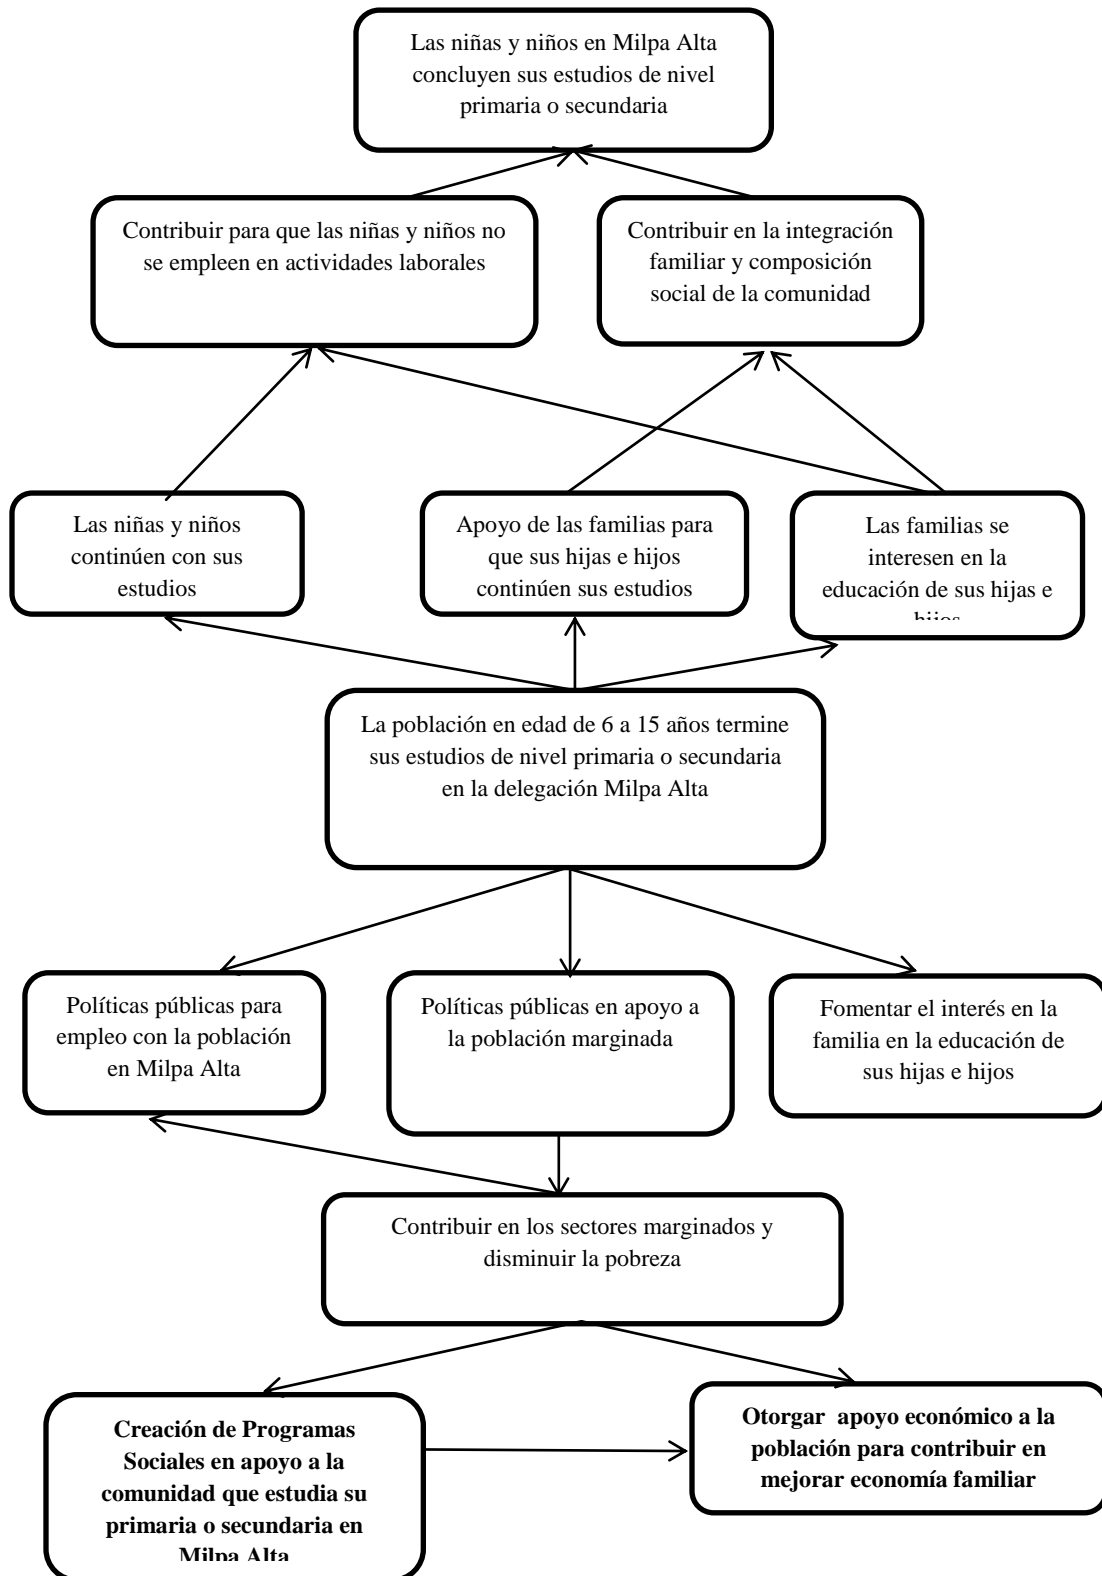 Las niñas y niños en Milpa Alta
concluyen sus estudios de nivel
primaria o secundaria
Contribuir para que las niñas y niños no
se empleen en actividades laborales
Contribuir en la integración
familiar y composición
social de la comunidad
Las niñas y niños
continúen con sus
estudios
Apoyo de las familias para
que sus hijas e hijos
continúen sus estudios
Las familias se
interesen en la
educación de sus hijas e
hijos
La población en edad de 6 a 15 años termine
sus estudios de nivel primaria o secundaria
en la delegación Milpa Alta
Políticas públicas para
empleo con la población
en Milpa Alta
Políticas públicas en apoyo a
la población marginada
Fomentar el interés en la
familia en la educación de
sus hijas e hijos
Contribuir en los sectores marginados y
disminuir la pobreza
Creación de Programas
Sociales en apoyo a la
comunidad que estudia su
primaria o secundaria en
Milpa Alta
Otorgar apoyo económico a la
población para contribuir en
mejorar economía familiar